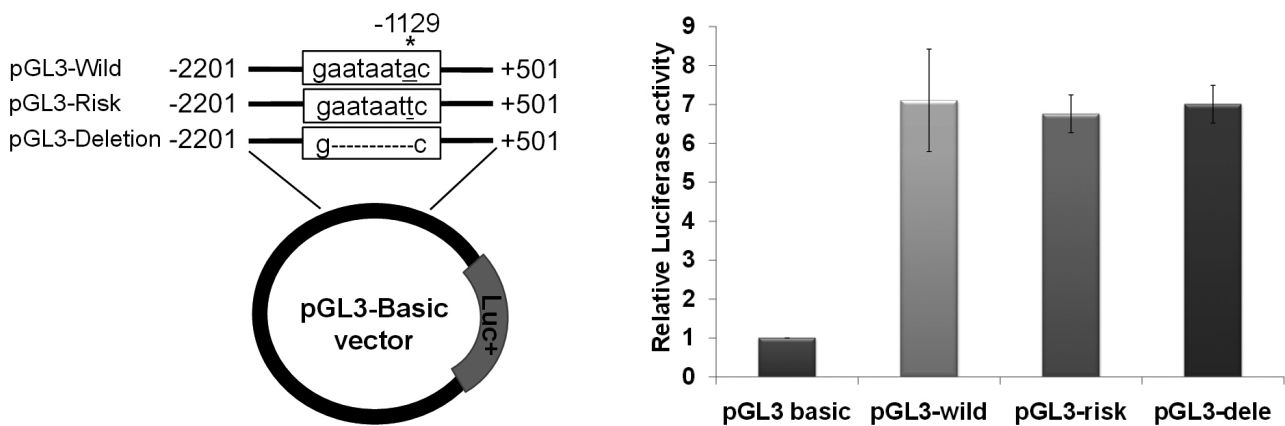 -1129
*
pGL3-Wild -2201 gaataatac +501
pGL3-Risk -2201 gaataattc +501
pGL3-Deletion -2201 g----------c +501
pGL3-Basic
vector
Luc+
Relative Luciferase activity
9
8
7
6
5
4
3
2
1
0
pGL3 basic pGL3-wild pGL3-risk pGL3-dele